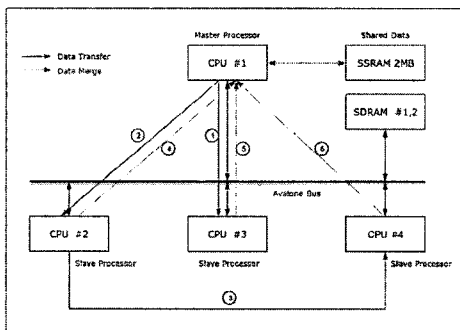 Master Processor
Shared Data
Data Transfer
Data Merge
CPU #1
SSRAM 2MB
SDRAM #1,2
2
4
1
5
6
Avalone Bus
CPU #2
CPU #3
CPU #4
Slave Processor
Slave Processor
Slave Processor
3